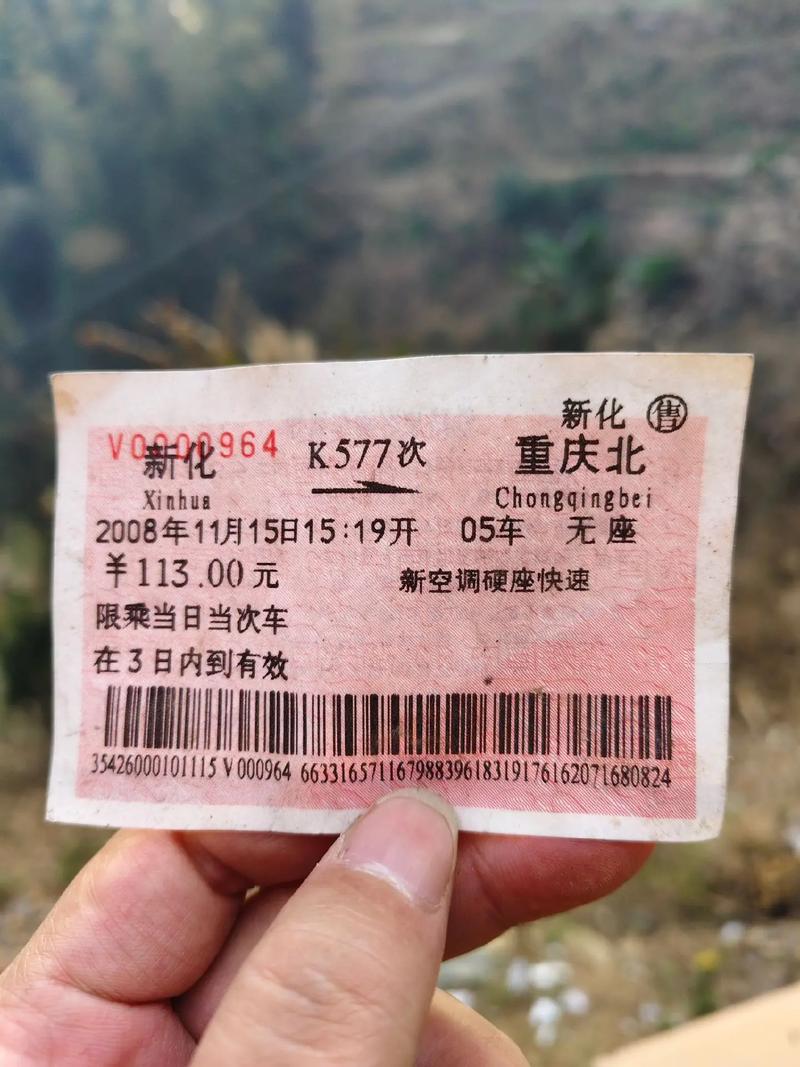 新化 售
V0000964
新化 K577次 重庆北
Xinhua Chongqingbei
2008年11月15日15:19开 05车 无座
¥113.00元 新空调硬座快速
限乘当日当次车
在3日内到有效
35426000101115 V000964 66331657116798839618319176162071680824